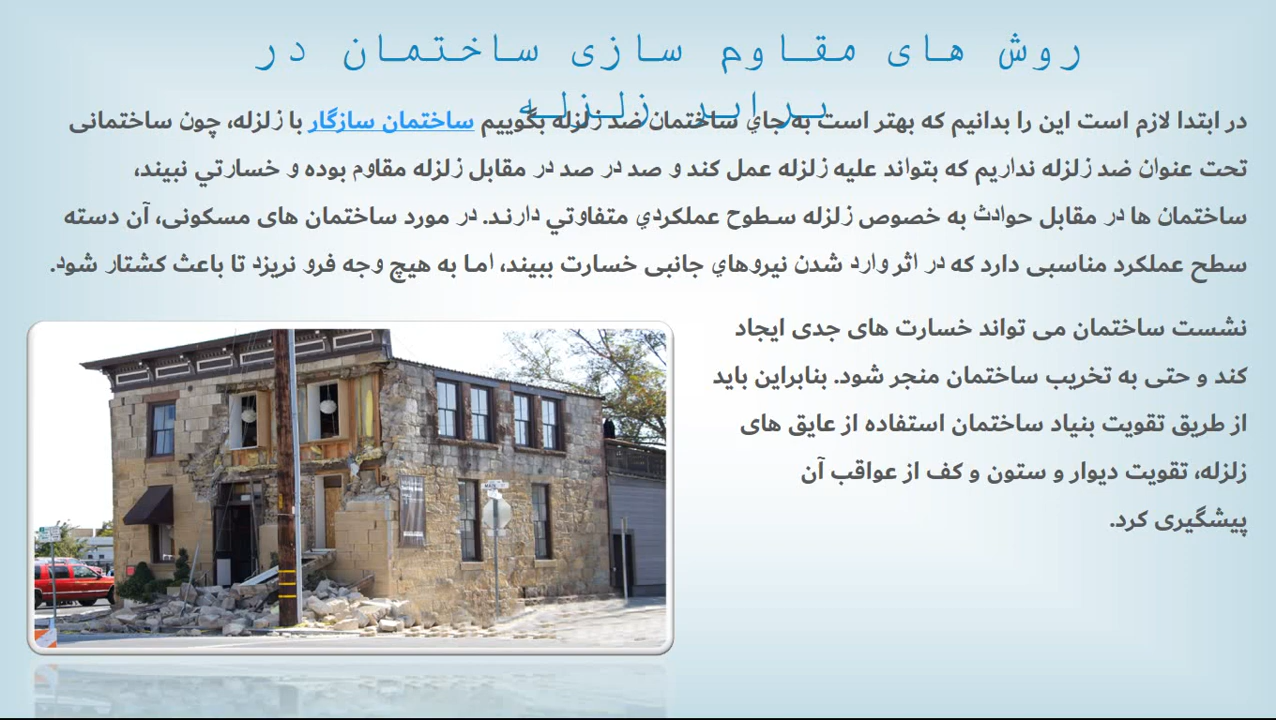 روش های مقاوم سازی ساختمان در
برابر زلزله
در ابتدا لازم است این را بدانیم که بهتر است به جاي ساختمان ضد زلزله بگوییم ساختمان سازگار با زلزله، چون ساختمانی
تحت عنوان ضد زلزله نداریم که بتواند علیه زلزله عمل کند و صد در صد در مقابل زلزله مقاوم بوده و خسارتي نبیند،
ساختمان ها در مقابل حوادث به خصوص زلزله سطوح عملکردي متفاوتي دارند. در مورد ساختمان های مسکونی، آن دسته
سطح عملکرد مناسبی دارد که در اثر وارد شدن نیروهاي جانبی خسارت ببیند، اما به هیچ وجه فرو نریزد تا باعث کشتار شود.
نشست ساختمان می تواند خسارت های جدی ایجاد
کند و حتی به تخریب ساختمان منجر شود. بنابراین باید
از طریق تقویت بنیاد ساختمان استفاده از عایق های
زلزله، تقویت دیوار و ستون و کف از عواقب آن
پیشگیری کرد.